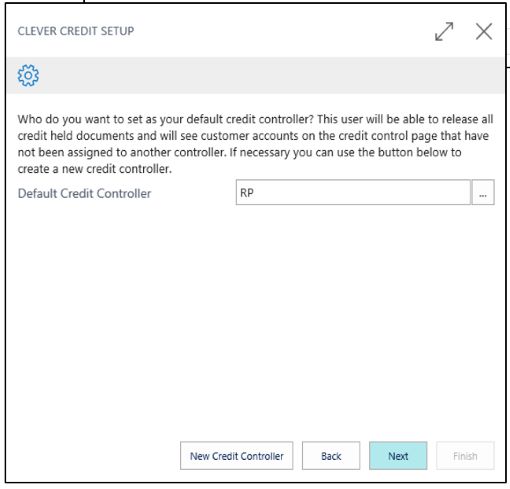 CLEVER CREDIT SETUP
Who do you want to set as your default credit controller? This user will be able to release all
credit held documents and will see customer accounts on the credit control page that have
not been assigned to another controller. If necessary you can use the button below to
create a new credit controller.
Default Credit Controller RP ...
New Credit Controller Back Next Finish